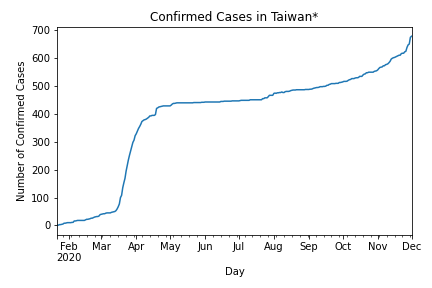 Confirmed Cases in Taiwan*
Number of Confirmed Cases
700
600
500
400
300
200
100
0
Feb
2020
Mar
Apr
May
Jun
Jul
Aug
Sep
Oct
Nov
Dec
Day